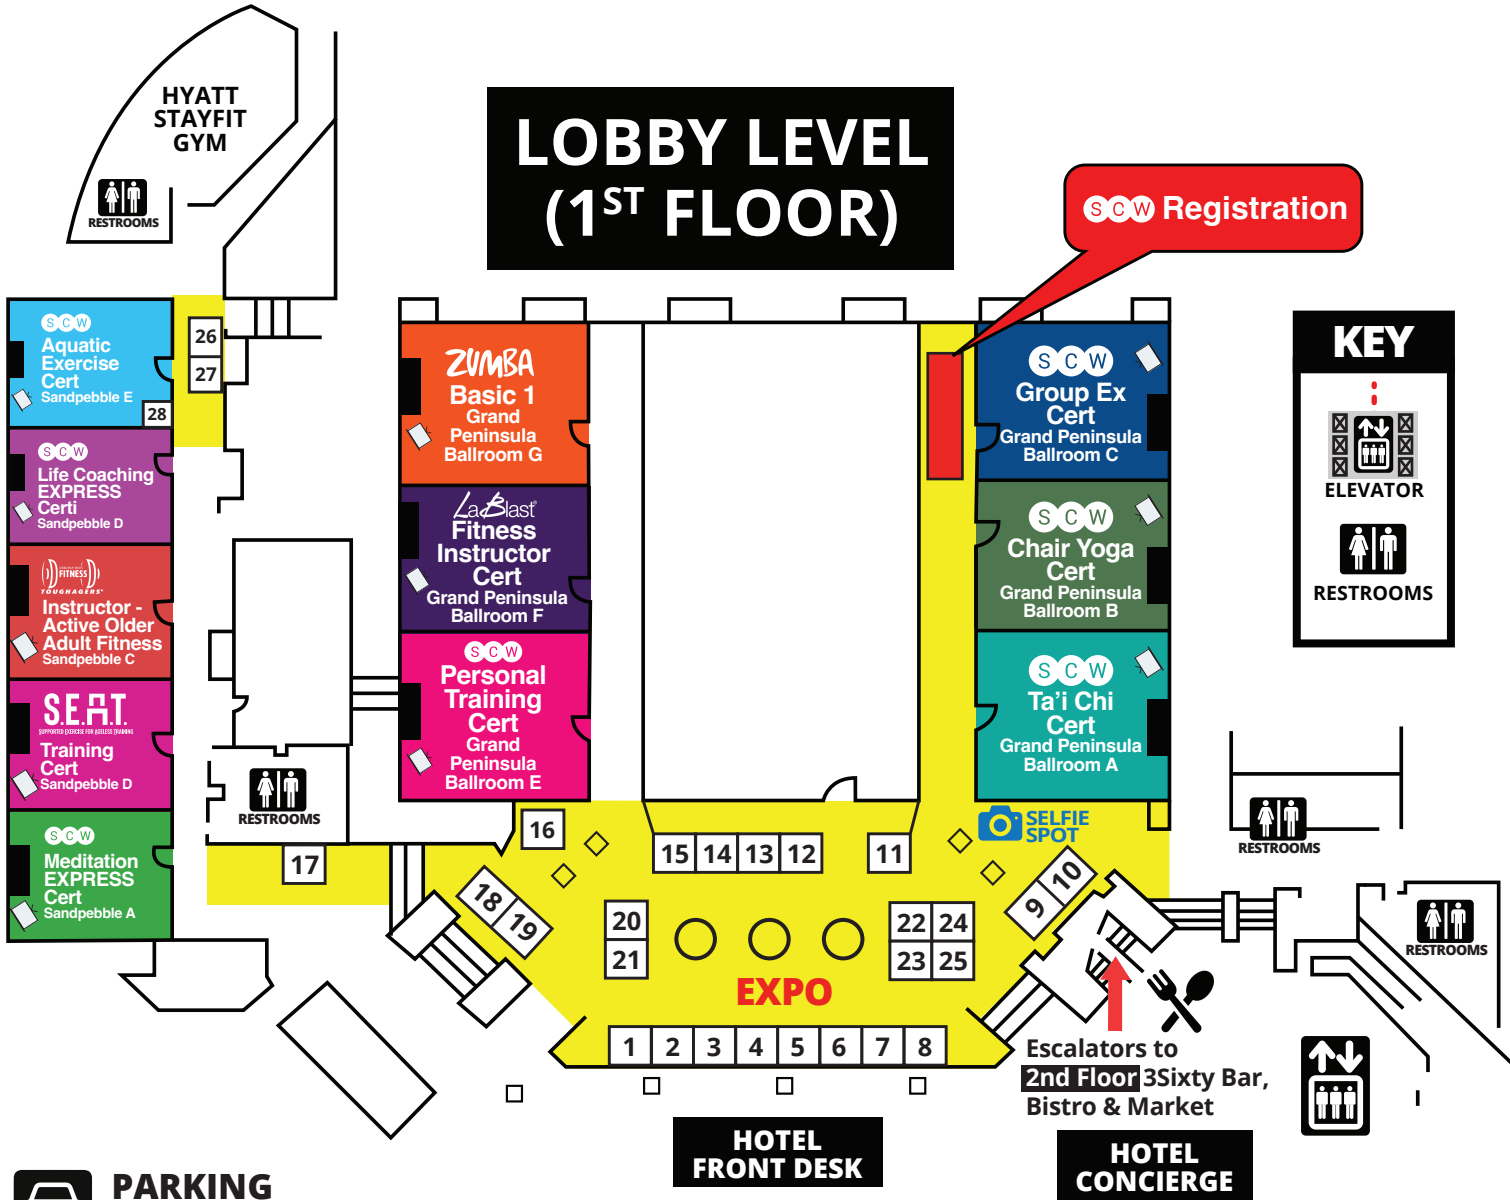 HYATT
STAYFIT
GYM
RESTROOMS
LOBBY LEVEL
(1ST FLOOR)
SCW Registration
KEY
ELEVATOR
RESTROOMS
SCW
Aquatic
Exercise
Cert
Sandpebble E
26
27
28
SCW
Life Coaching
EXPRESS
Certi
Sandpebble D
FITNESS
TOUGHAGERS
Instructor -
Active Older
Adult Fitness
Sandpebble C
S.E.A.T.
SUPPORTED EXERCISE FOR AGELESS TRAINING
Training
Cert
Sandpebble D
SCW
Meditation
EXPRESS
Cert
Sandpebble A
ZUMBA
Basic 1
Grand
Peninsula
Ballroom G
LaBlast®
Fitness
Instructor
Cert
Grand Peninsula
Ballroom F
SCW
Personal
Training
Cert
Grand
Peninsula
Ballroom E
SCW
Group Ex
Cert
Grand Peninsula
Ballroom C
SCW
Chair Yoga
Cert
Grand Peninsula
Ballroom B
SCW
Ta'i Chi
Cert
Grand Peninsula
Ballroom A
RESTROOMS
17
16
15 14 13 12
11
SELFIE
SPOT
18
19
20
21
22 24
23 25
9
10
EXPO
1 2 3 4 5 6 7 8
RESTROOMS
RESTROOMS
Escalators to
2nd Floor 3Sixty Bar,
Bistro & Market
HOTEL
FRONT DESK
HOTEL
CONCIERGE
PARKING